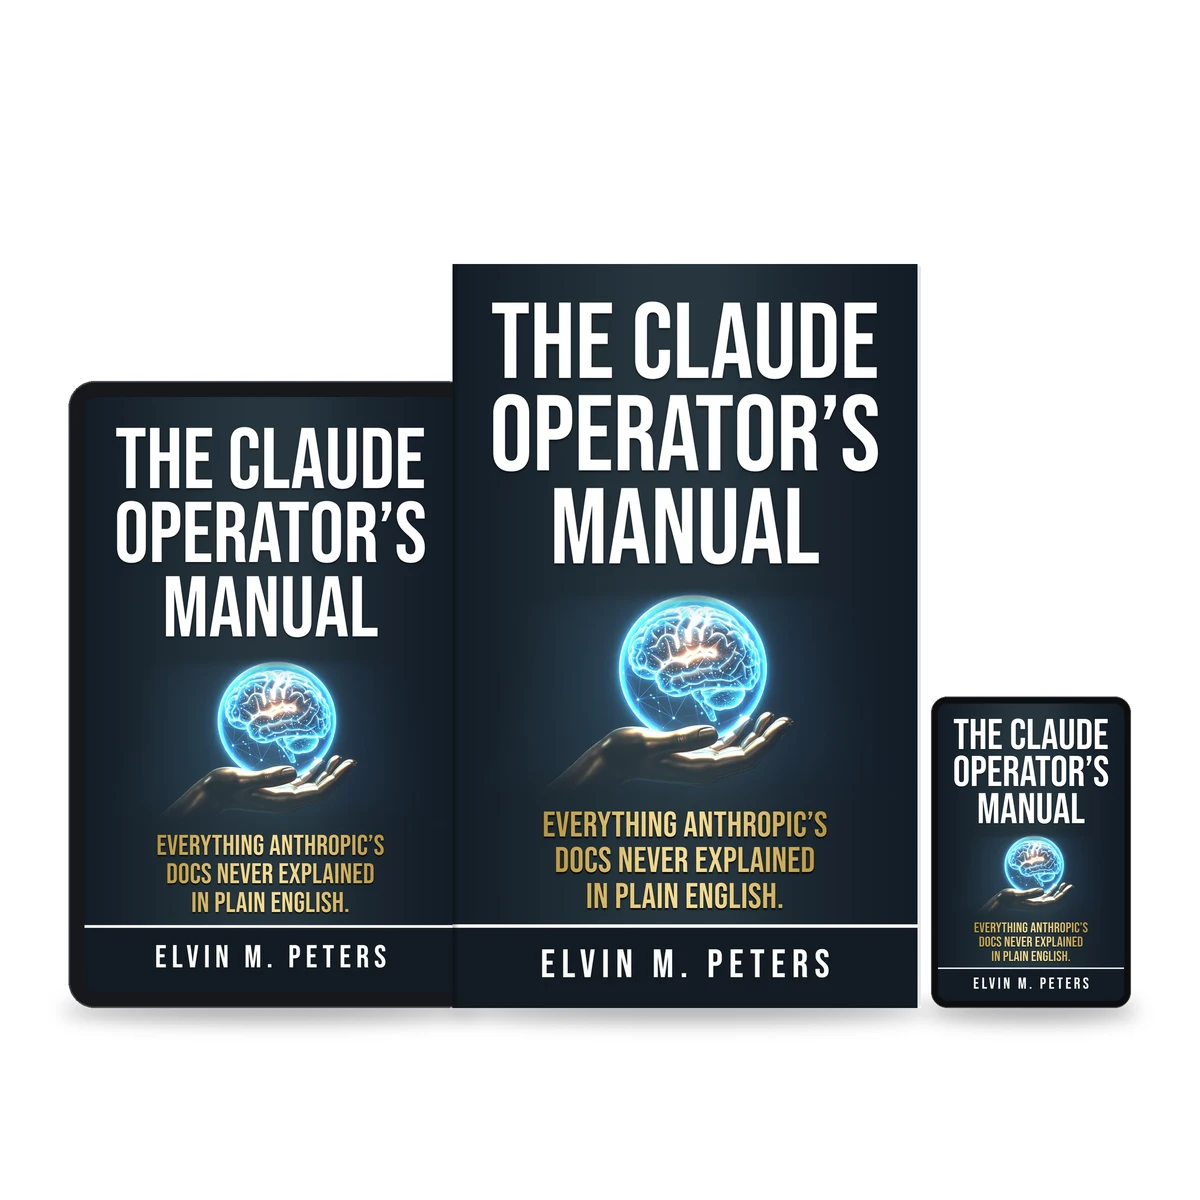 THE CLAUDE
OPERATOR'S
MANUAL
EVERYTHING ANTHROPIC'S
DOCS NEVER EXPLAINED
IN PLAIN ENGLISH.
ELVIN M. PETERS
THE CLAUDE
OPERATOR'S
MANUAL
EVERYTHING ANTHROPIC'S
DOCS NEVER EXPLAINED
IN PLAIN ENGLISH.
ELVIN M. PETERS
THE CLAUDE
OPERATOR'S
MANUAL
EVERYTHING ANTHROPIC'S
DOCS NEVER EXPLAINED
IN PLAIN ENGLISH.
ELVIN M. PETERS